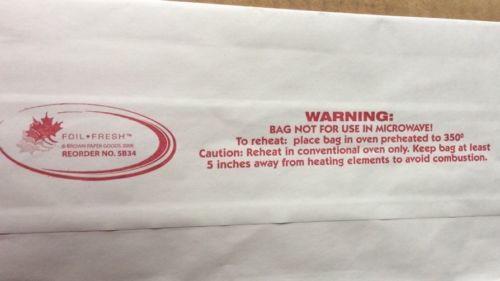 FOIL • FRESH™
© BROWN PAPER GOODS 2008
REORDER NO. 5B34
WARNING:
BAG NOT FOR USE IN MICROWAVE!
To reheat: place bag in oven preheated to 350º
Caution: Reheat in conventional oven only. Keep bag at least
5 inches away from heating elements to avoid combustion.